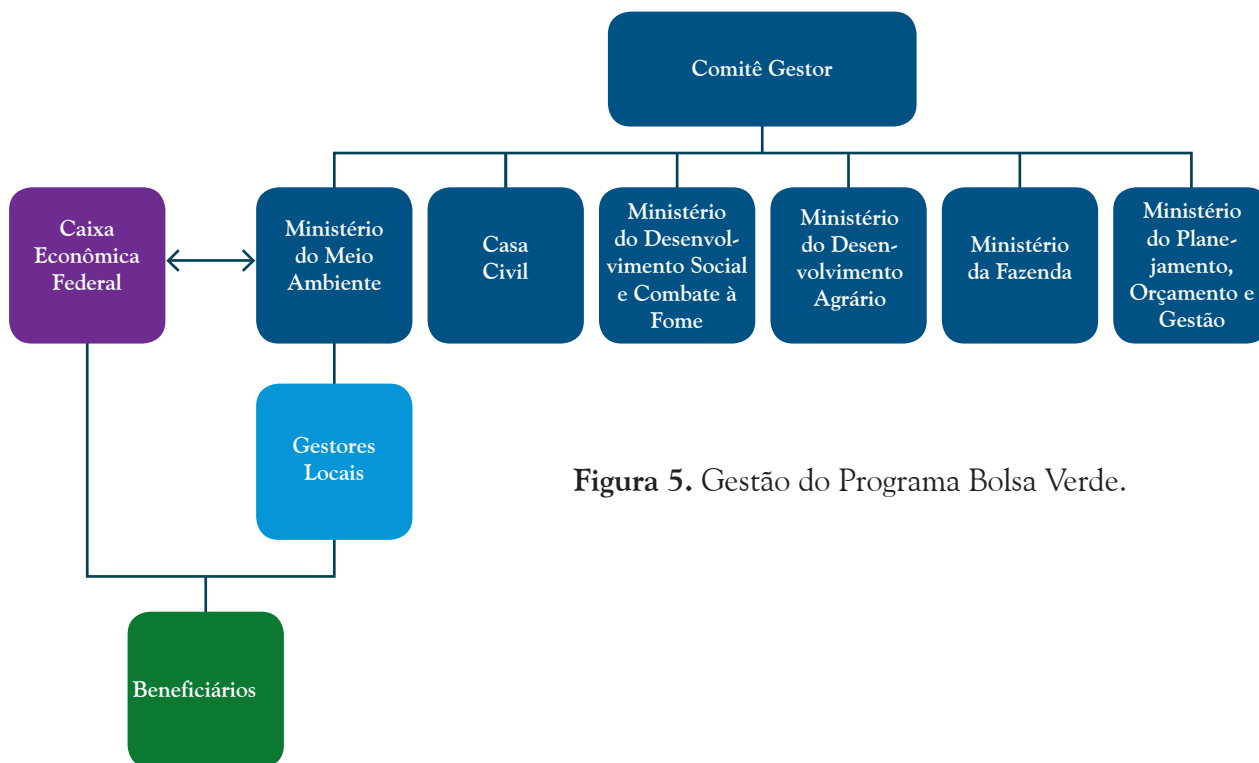 Comitê Gestor
Caixa
Econômica
Federal
Ministério
do Meio
Ambiente
Casa
Civil
Ministério
do Desenvol-
vimento Social
e Combate à
Fome
Ministério
do Desen-
volvimento
Agrário
Ministério
da Fazenda
Ministério
do Plane-
jamento,
Orçamento e
Gestão
Gestores
Locais
Figura 5. Gestão do Programa Bolsa Verde.
Beneficiários